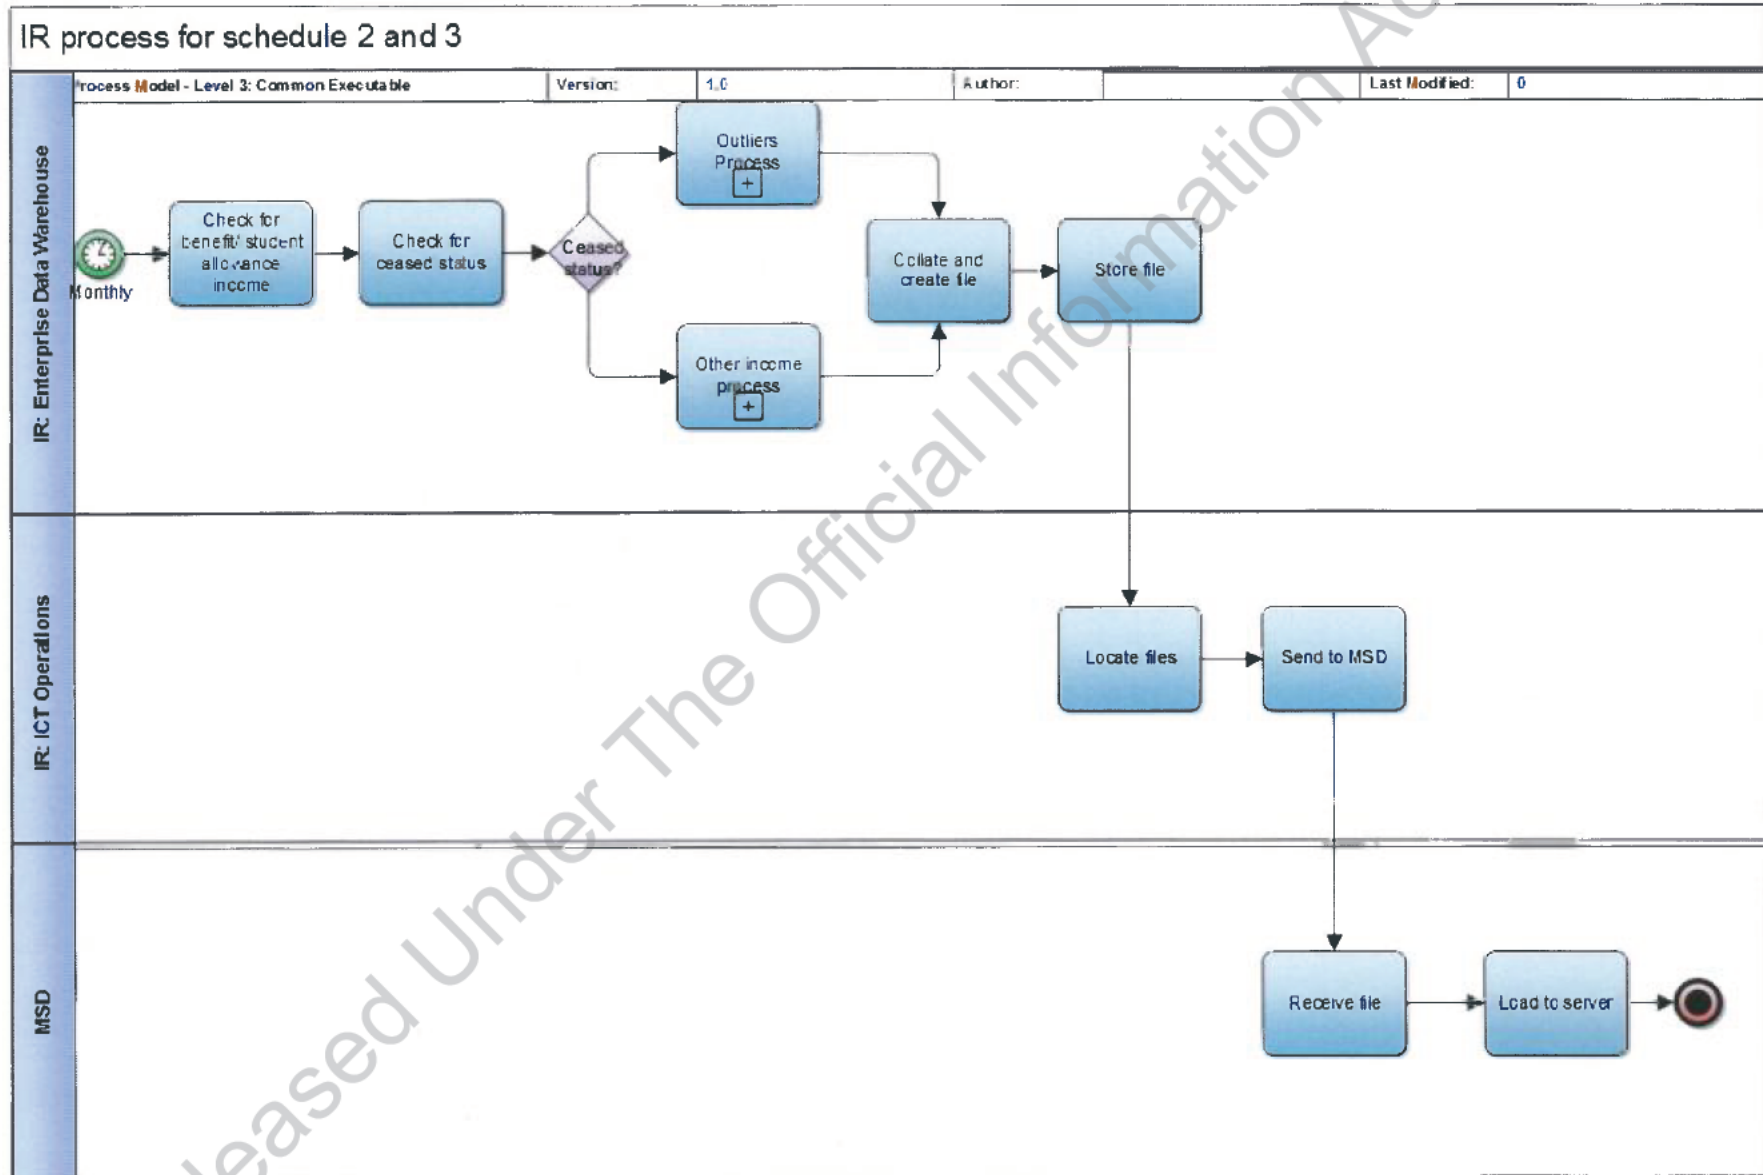 IR process for schedule 2 and 3
rocess Model - Level 3: Common Executable
Version:
1.0
Author:
Last Modified:
0
IR: Enterprise Data Warehouse
Monthly
Check for
benefit/ student
allowance
income
Check for
ceased status
Ceased
status?
Outliers
Process
Other income
process
Collate and
create file
Store file
IR: ICT Operations
Locate files
Send to MSD
MSD
Receive file
Load to server
leased Under The Official Information Ac